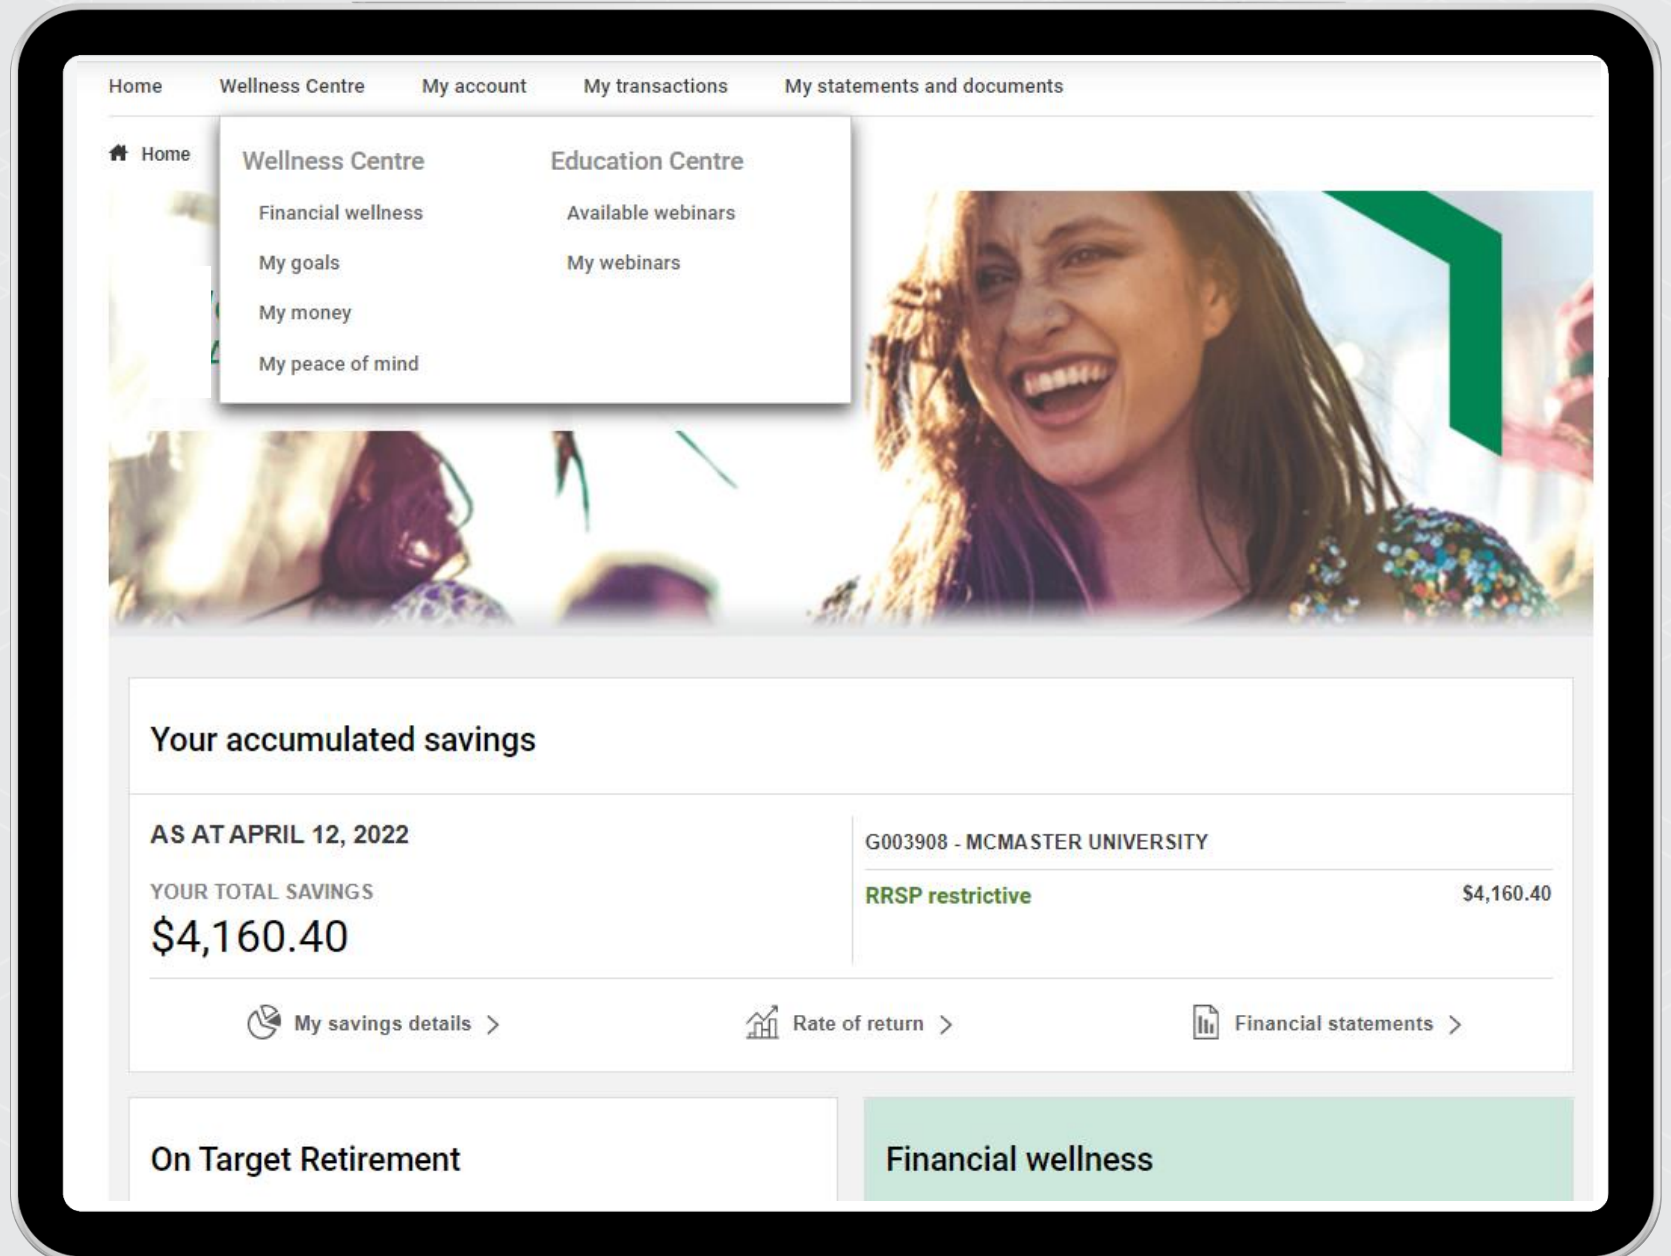 Home Wellness Centre My account My transactions My statements and documents
Home
Wellness Centre
Financial wellness
My goals
My money
My peace of mind
Education Centre
Available webinars
My webinars
Your accumulated savings
AS AT APRIL 12, 2022
YOUR TOTAL SAVINGS
$4,160.40
G003908 - MCMASTER UNIVERSITY
RRSP restrictive $4,160.40
My savings details
Rate of return
Financial statements
On Target Retirement
Financial wellness